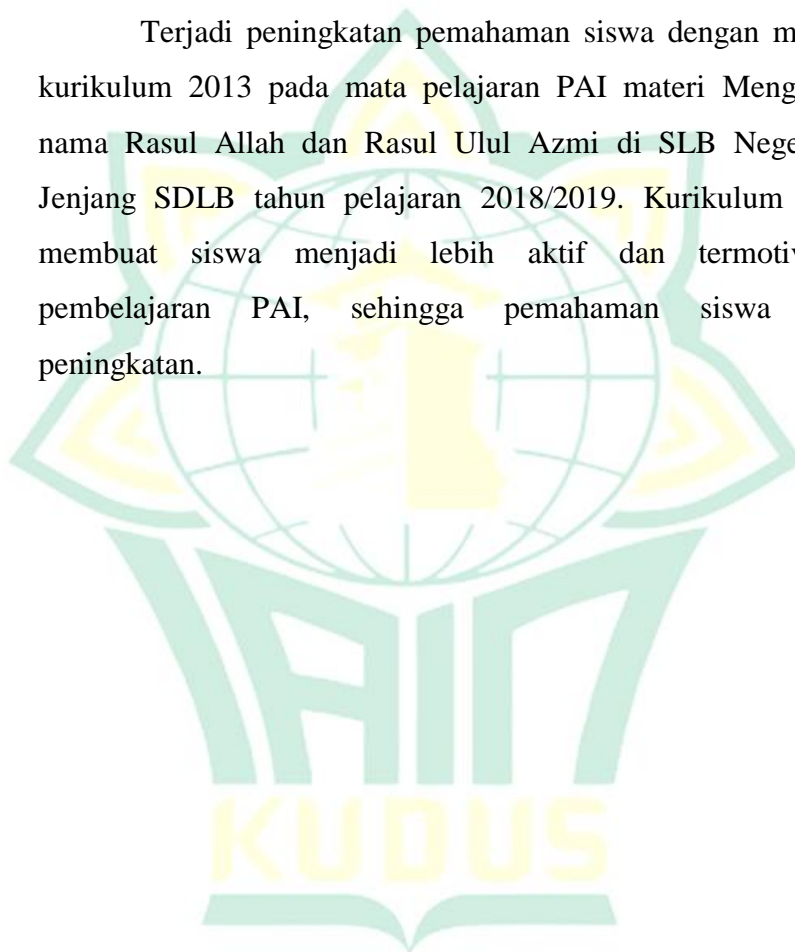 Terjadi peningkatan pemahaman siswa dengan
kurikulum 2013 pada mata pelajaran PAI materi
nama Rasul Allah dan Rasul Ulul Azmi di SLB
Jenjang SDLB tahun pelajaran 2018/2019. Kurikulum
membuat siswa menjadi lebih aktif dan
pembelajaran PAI, sehingga pemahaman siswa
peningkatan.
IAIN
KUDUS